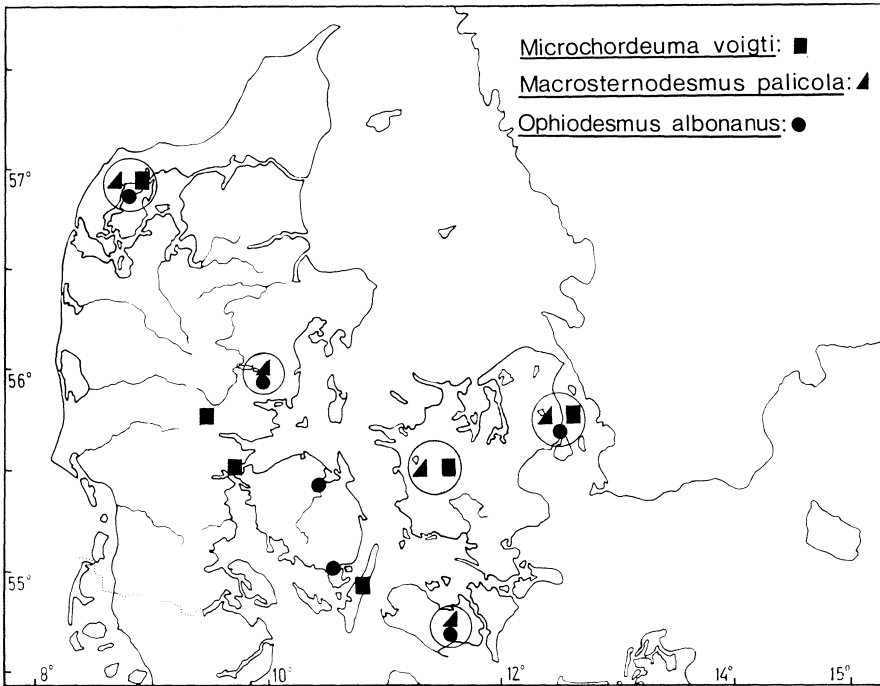 Microchordeuma voigti: ■
Macrosternodesmus palicola: ◢
Ophiodesmus albonanus: ●
57°
56°
55°
8°
10°
12°
14°
15°